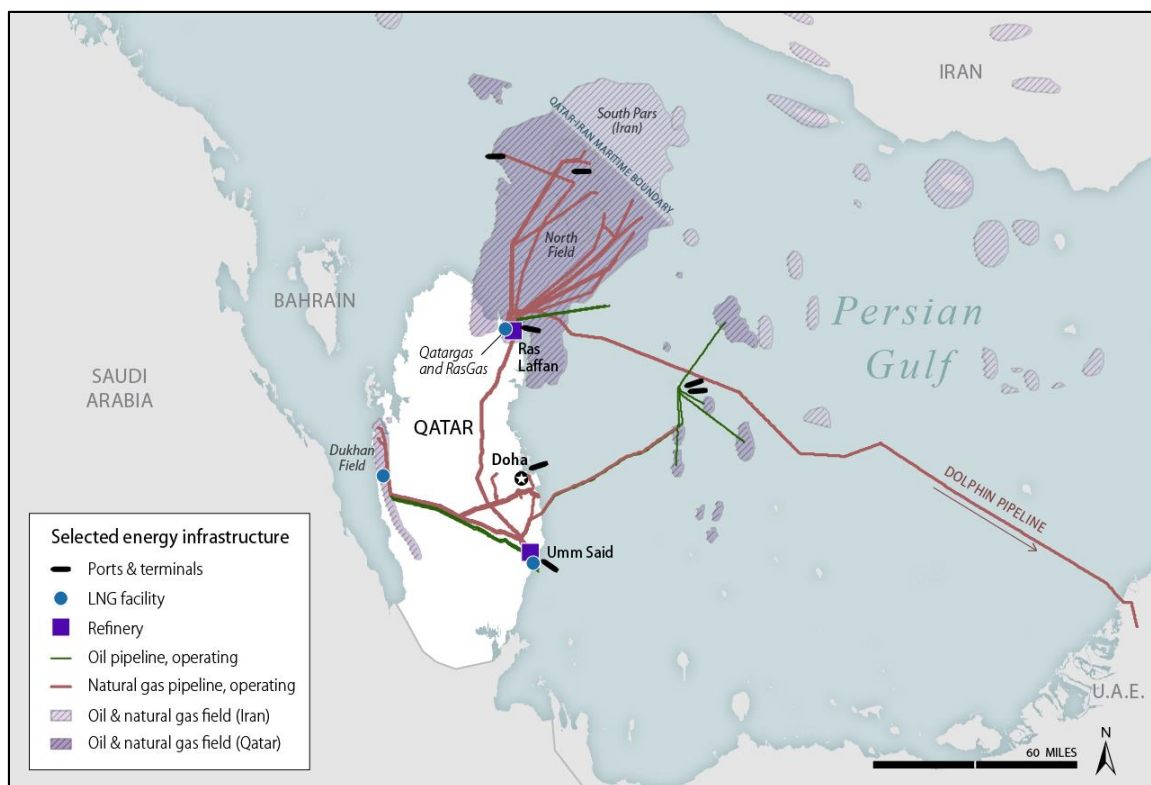 IRAN
South Pars
(Iran)
QATAR-IRAN MARITIME BOUNDARY
North
Field
BAHRAIN
Persian
Gulf
Qatargas
and RasGas
Ras
Laffan
SAUDI
ARABIA
QATAR
Dukhan
Field
Doha
DOLPHIN PIPELINE
Umm Said
U.A.E.
Selected energy infrastructure
Ports & terminals
LNG facility
Refinery
Oil pipeline, operating
Natural gas pipeline, operating
Oil & natural gas field (Iran)
Oil & natural gas field (Qatar)
60 MILES
N